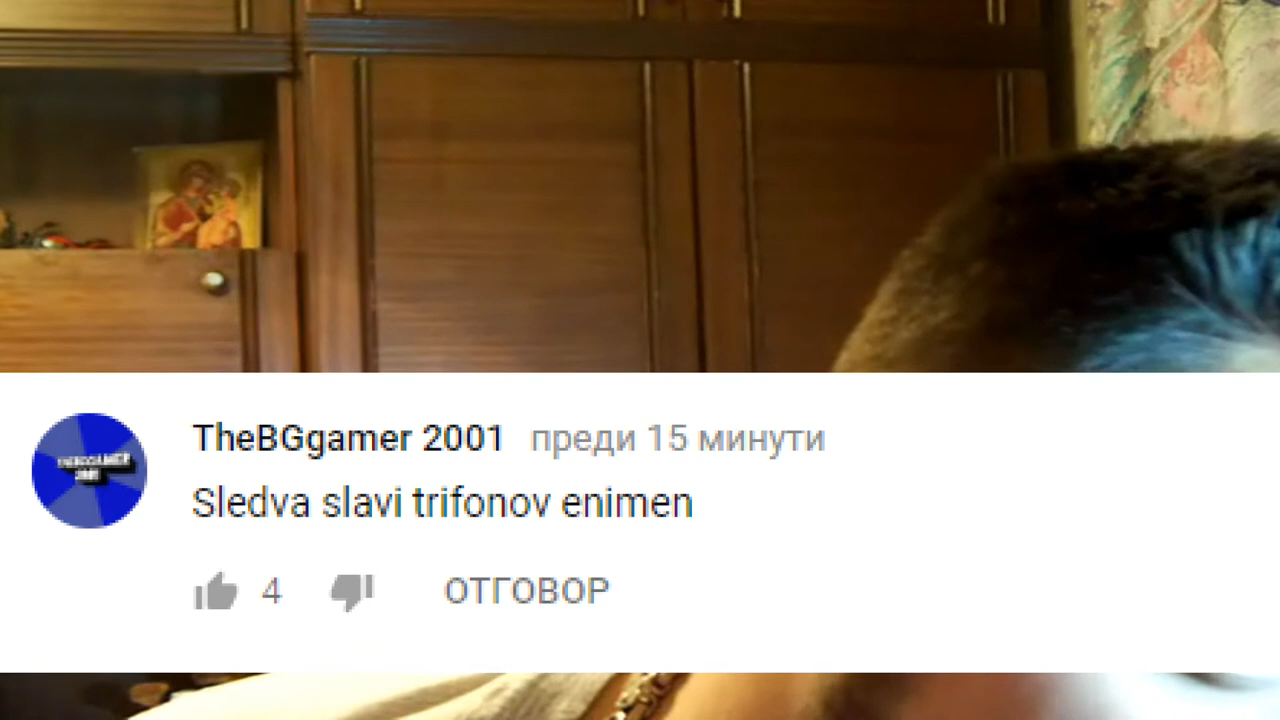 TheBGgamer 2001 преди 15 минути
Sledva slavi trifonov enimen
4 ОТГОВОР